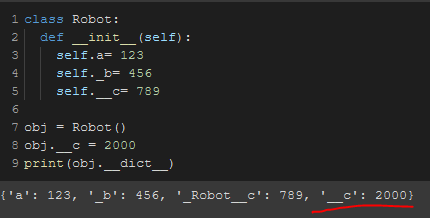 1 class Robot:
2   def __init__(self):
3     self.a= 123
4     self._b= 456
5     self.__c= 789
6
7 obj = Robot()
8 obj.__c = 2000
9 print(obj.__dict__)
{'a': 123, '_b': 456, '_Robot__c': 789, '__c': 2000}